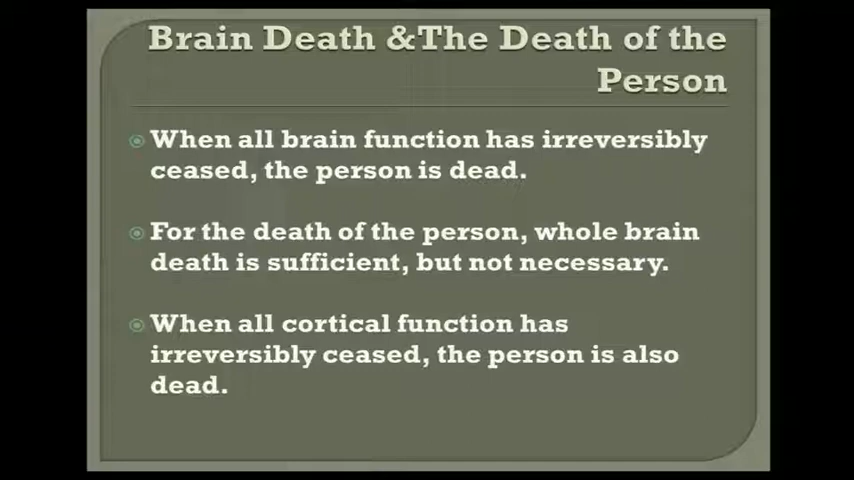 Brain Death &The Death of the
Person
When all brain function has irreversibly
ceased, the person is dead.
For the death of the person, whole brain
death is sufficient, but not necessary.
When all cortical function has
irreversibly ceased, the person is also
dead.